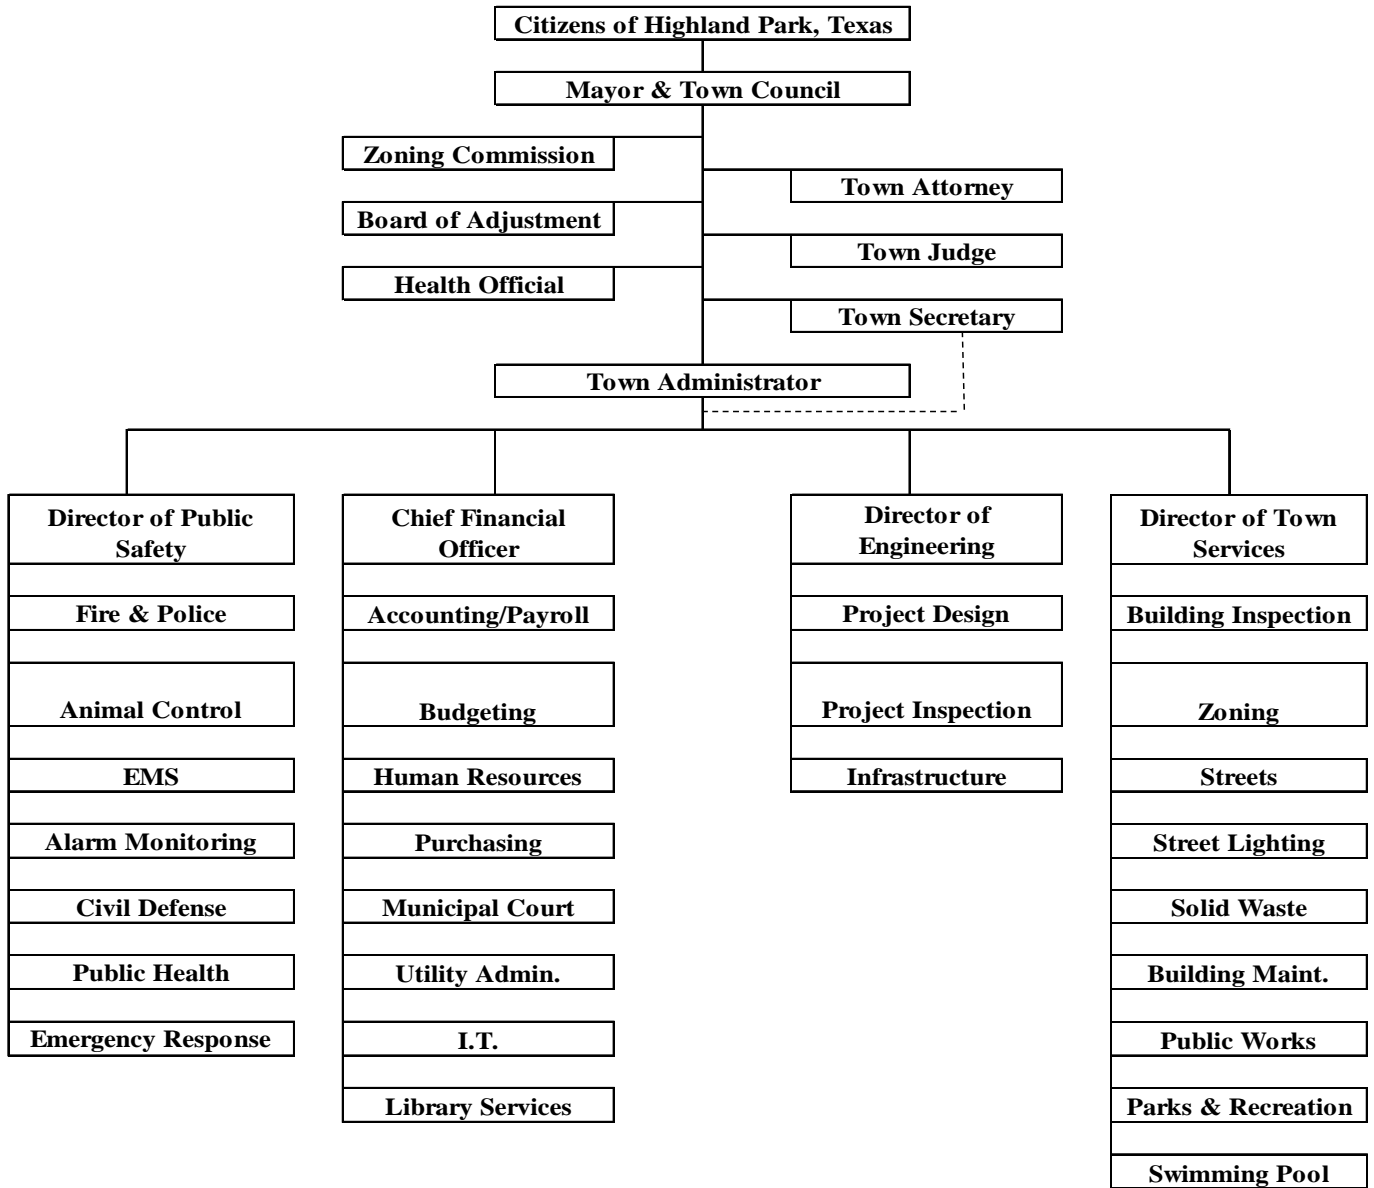 Citizens of Highland Park, Texas
Mayor & Town Council
Zoning Commission
Town Attorney
Board of Adjustment
Town Judge
Health Official
Town Secretary
Town Administrator
Director of Public
Safety
Chief Financial
Officer
Director of
Engineering
Director of Town
Services
Fire & Police
Accounting/Payroll
Project Design
Building Inspection
Animal Control
Budgeting
Project Inspection
Zoning
EMS
Human Resources
Infrastructure
Streets
Alarm Monitoring
Purchasing
Street Lighting
Civil Defense
Municipal Court
Solid Waste
Public Health
Utility Admin.
Building Maint.
Emergency Response
I.T.
Public Works
Library Services
Parks & Recreation
Swimming Pool